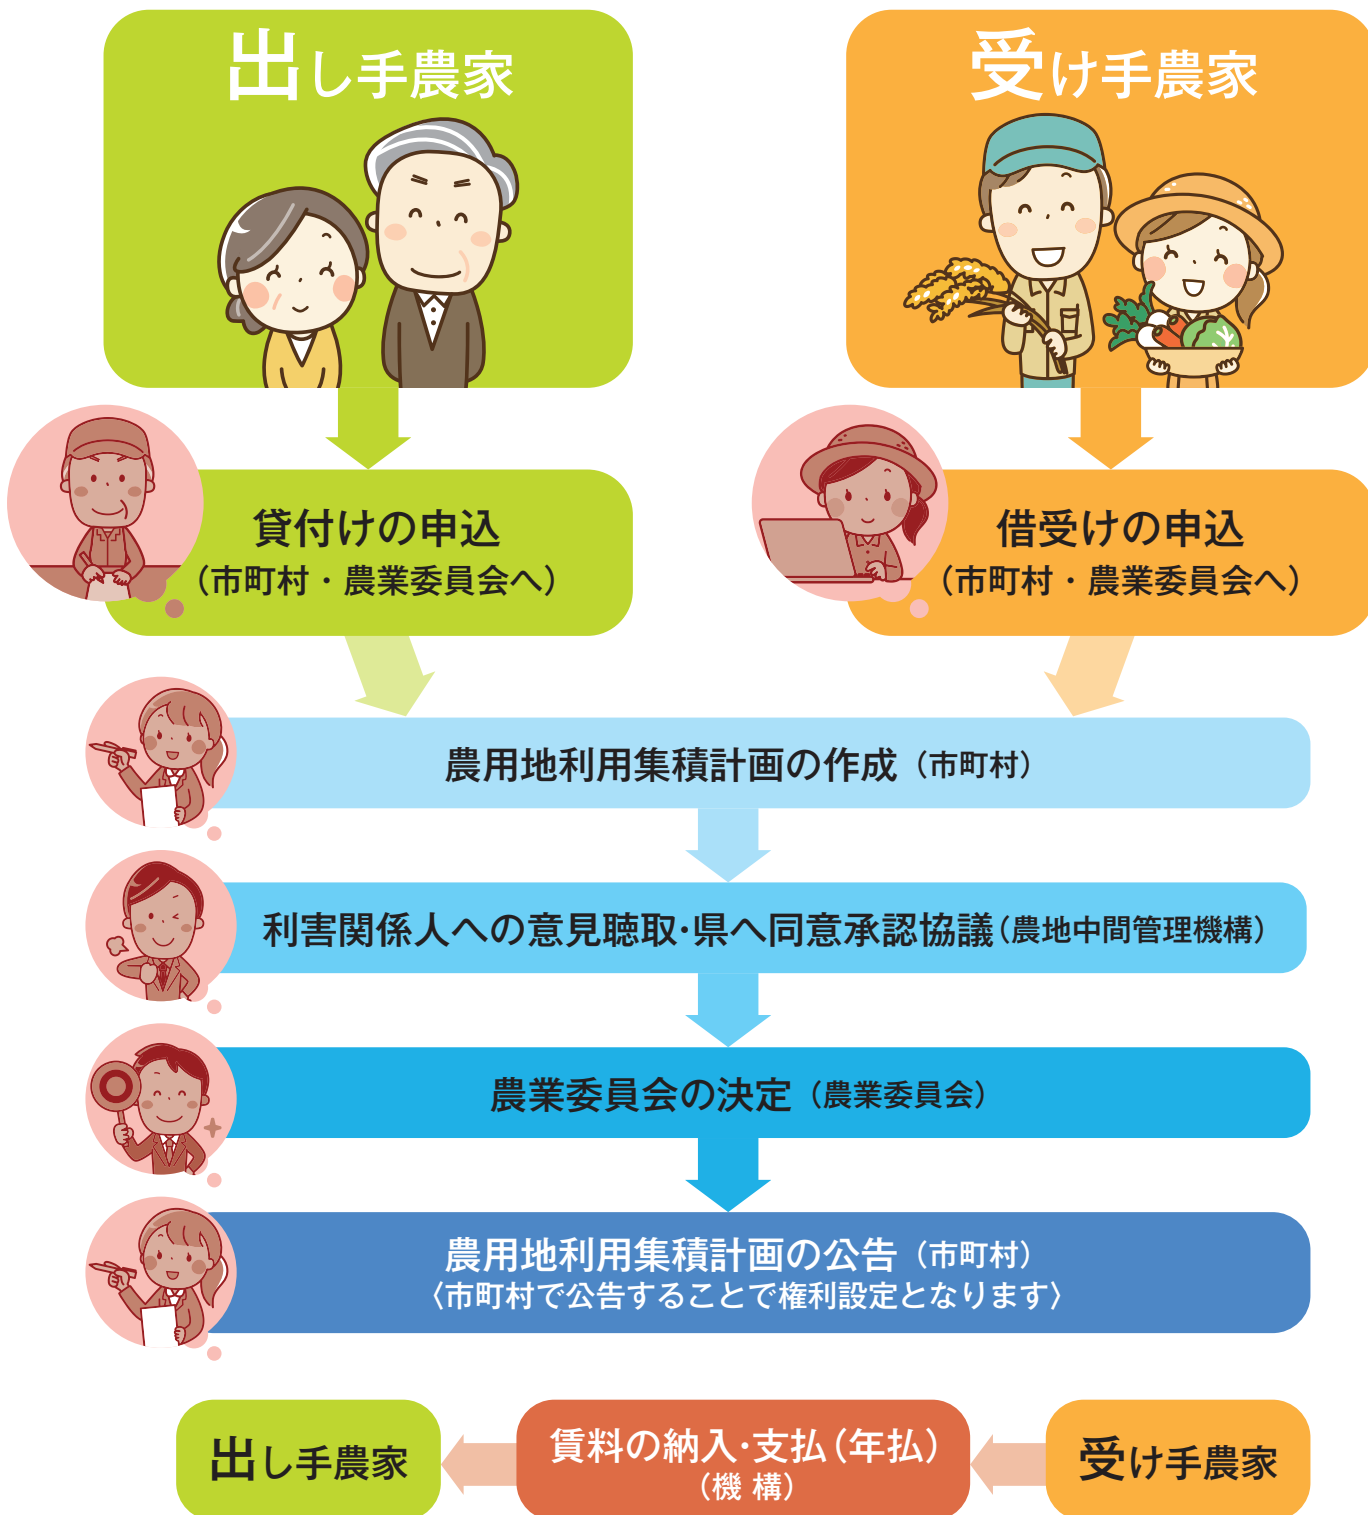 出し手農家
受け手農家
貸付けの申込
（市町村・農業委員会へ）
借受けの申込
（市町村・農業委員会へ）
農用地利用集積計画の作成（市町村）
利害関係人への意見聴取・県へ同意承認協議（農地中間管理機構）
農業委員会の決定（農業委員会）
農用地利用集積計画の公告（市町村）
〈市町村で公告することで権利設定となります〉
出し手農家
賃料の納入・支払（年払）
（機 構）
受け手農家